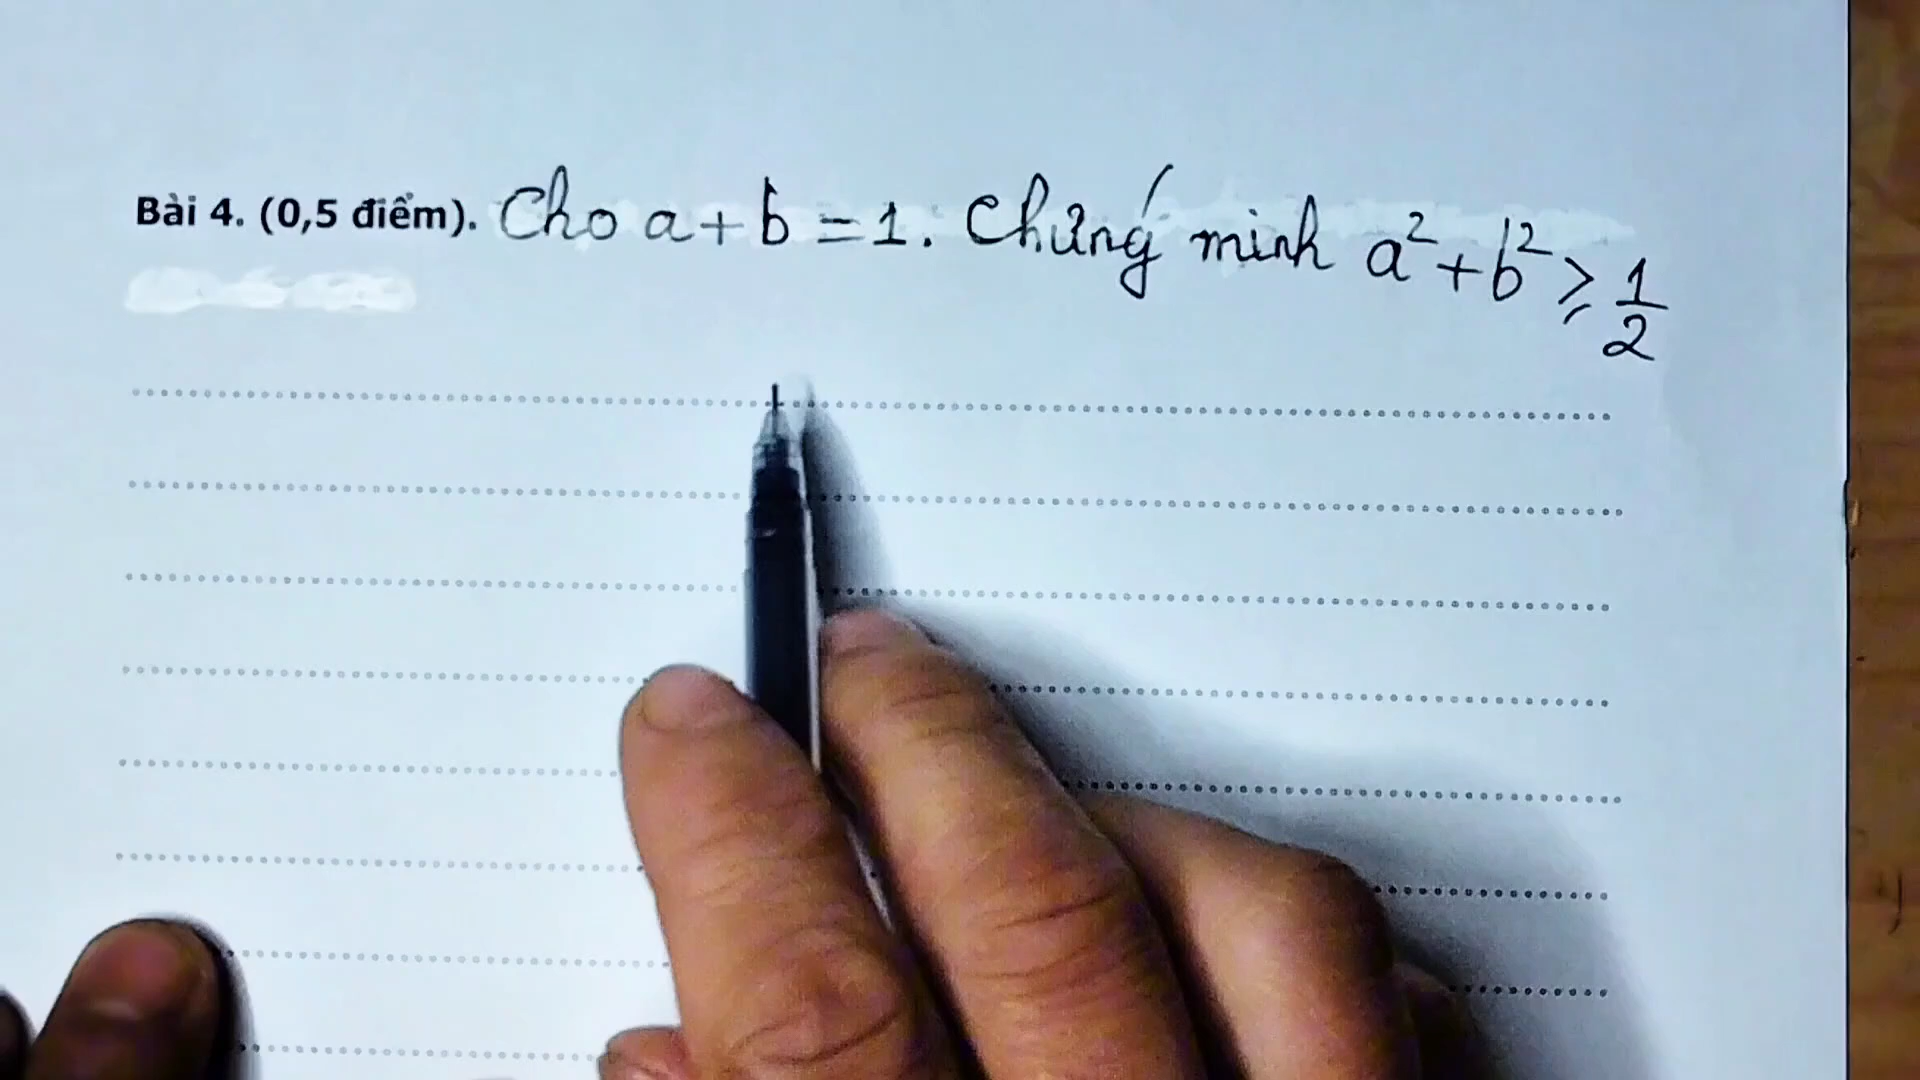 Bài 4. (0,5 điểm). Cho a + b = 1. Chứng minh a² + b² ≥ 1/2